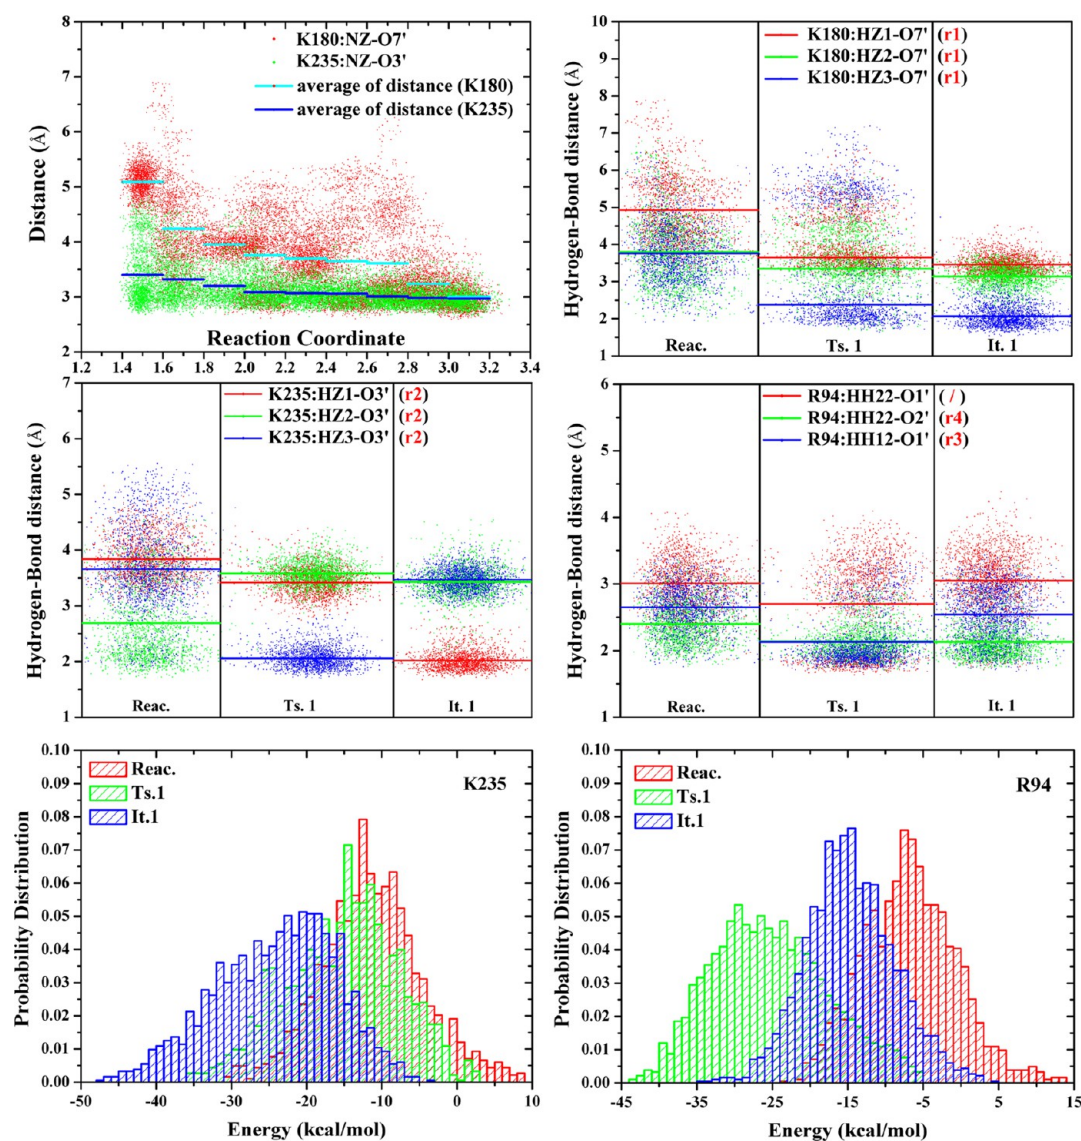 K180:NZ-O7'
K235:NZ-O3'
average of distance (K180)
average of distance (K235)
Distance (Å)
8
7
6
5
4
3
2
Reaction Coordinate
1.2 1.4 1.6 1.8 2.0 2.2 2.4 2.6 2.8 3.0 3.2 3.4
K180:HZ1-O7' (r1)
K180:HZ2-O7' (r1)
K180:HZ3-O7' (r1)
Hydrogen-Bond distance (Å)
10
9
8
7
6
5
4
3
2
1
Reac. Ts. 1 It. 1
K235:HZ1-O3' (r2)
K235:HZ2-O3' (r2)
K235:HZ3-O3' (r2)
Hydrogen-Bond distance (Å)
7
6
5
4
3
2
1
Reac. Ts. 1 It. 1
R94:HH22-O1' (/)
R94:HH22-O2' (r4)
R94:HH12-O1' (r3)
Hydrogen-Bond distance (Å)
6
5
4
3
2
1
Reac. Ts. 1 It. 1
Reac.
Ts.1
It.1
K235
Probability Distribution
0.10
0.09
0.08
0.07
0.06
0.05
0.04
0.03
0.02
0.01
0.00
-50 -40 -30 -20 -10 0 10
Energy (kcal/mol)
Reac.
Ts.1
It.1
R94
Probability Distribution
0.10
0.09
0.08
0.07
0.06
0.05
0.04
0.03
0.02
0.01
0.00
-45 -35 -25 -15 -5 5 15
Energy (kcal/mol)